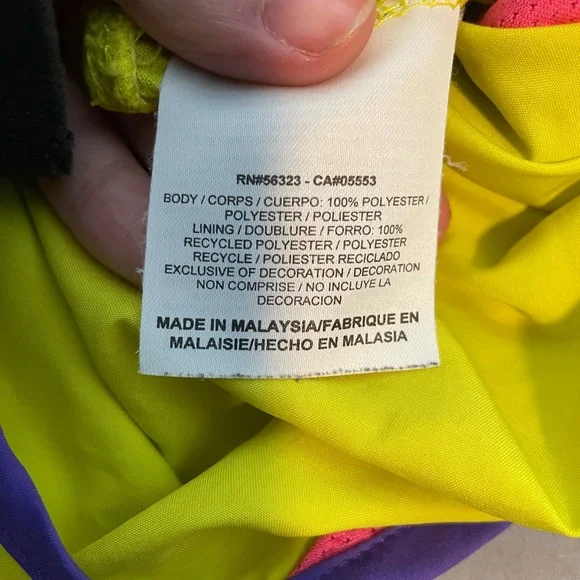 RN#56323 - CA#05553
BODY / CORPS / CUERPO: 100% POLYESTER /
POLYESTER / POLIESTER
LINING / DOUBLURE / FORRO: 100%
RECYCLED POLYESTER / POLYESTER
RECYCLE / POLIESTER RECICLADO
EXCLUSIVE OF DECORATION / DECORATION
NON COMPRISE / NO INCLUYE LA
DECORACION
MADE IN MALAYSIA/FABRIQUE EN
MALAISIE/HECHO EN MALASIA